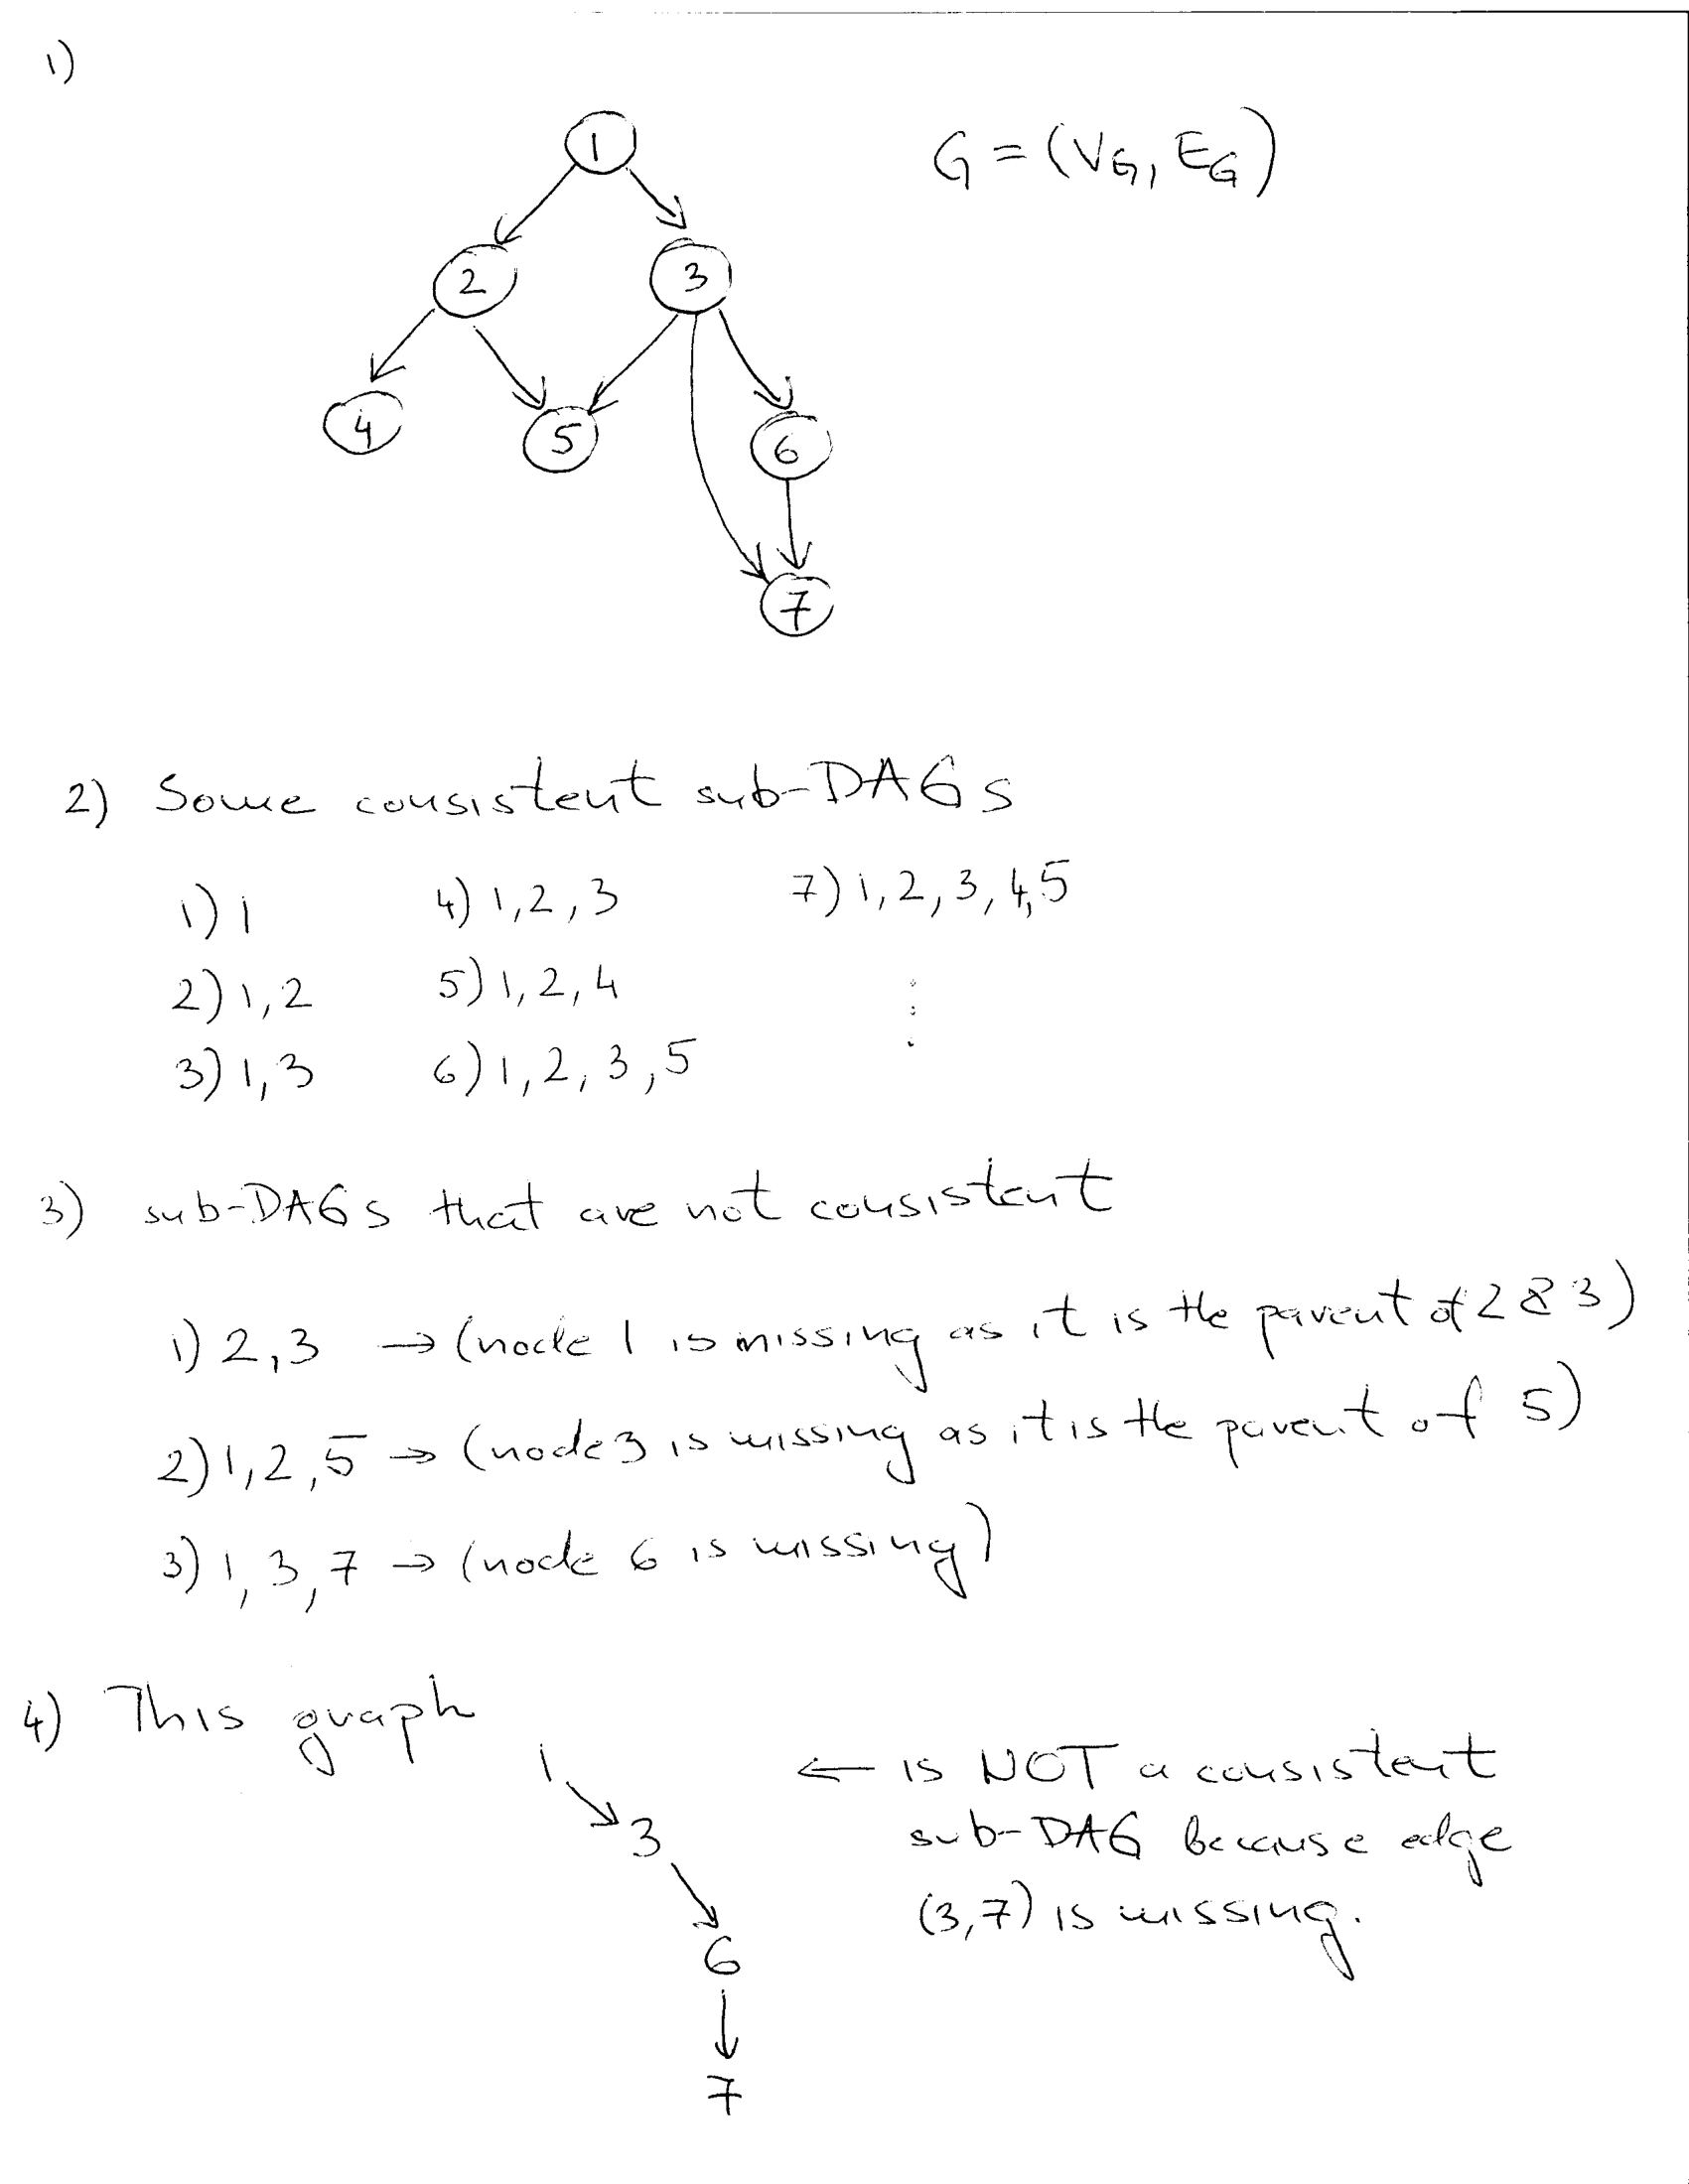 1)
1
G = (V_G, E_G)
2 3
4 5 6
7
2) Some consistent sub-DAGs
1) 1 4) 1, 2, 3 7) 1, 2, 3, 4, 5
2) 1, 2 5) 1, 2, 4
3) 1, 3 6) 1, 2, 3, 5
3) sub-DAGs that are not consistent
1) 2, 3 → (node 1 is missing as it is the parent of 2 & 3)
2) 1, 2, 5 → (node 3 is missing as it is the parent of 5)
3) 1, 3, 7 → (node 6 is missing)
4) This graph
1 ← is NOT a consistent
3 sub-DAG because edge
(3,7) is missing.
6
7